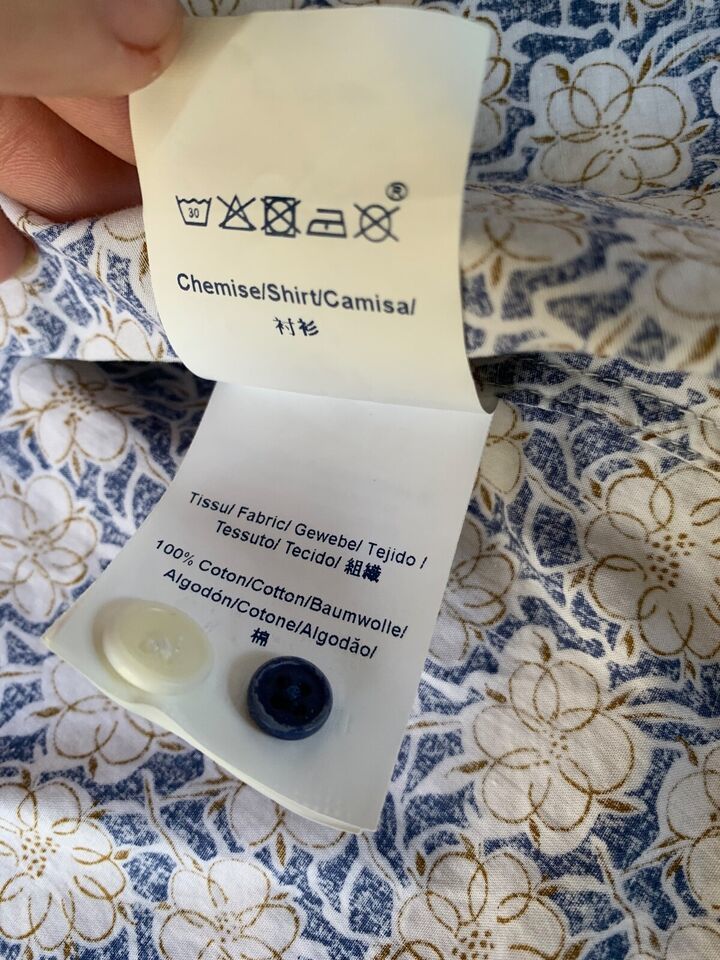 30
®
Chemise/Shirt/Camisa/
衬衫
Tissu/ Fabric/ Gewebe/ Tejido /
Tessuto/ Tecido/ 組織
100% Coton/Cotton/Baumwolle/
Algodón/Cotone/Algodão/
棉